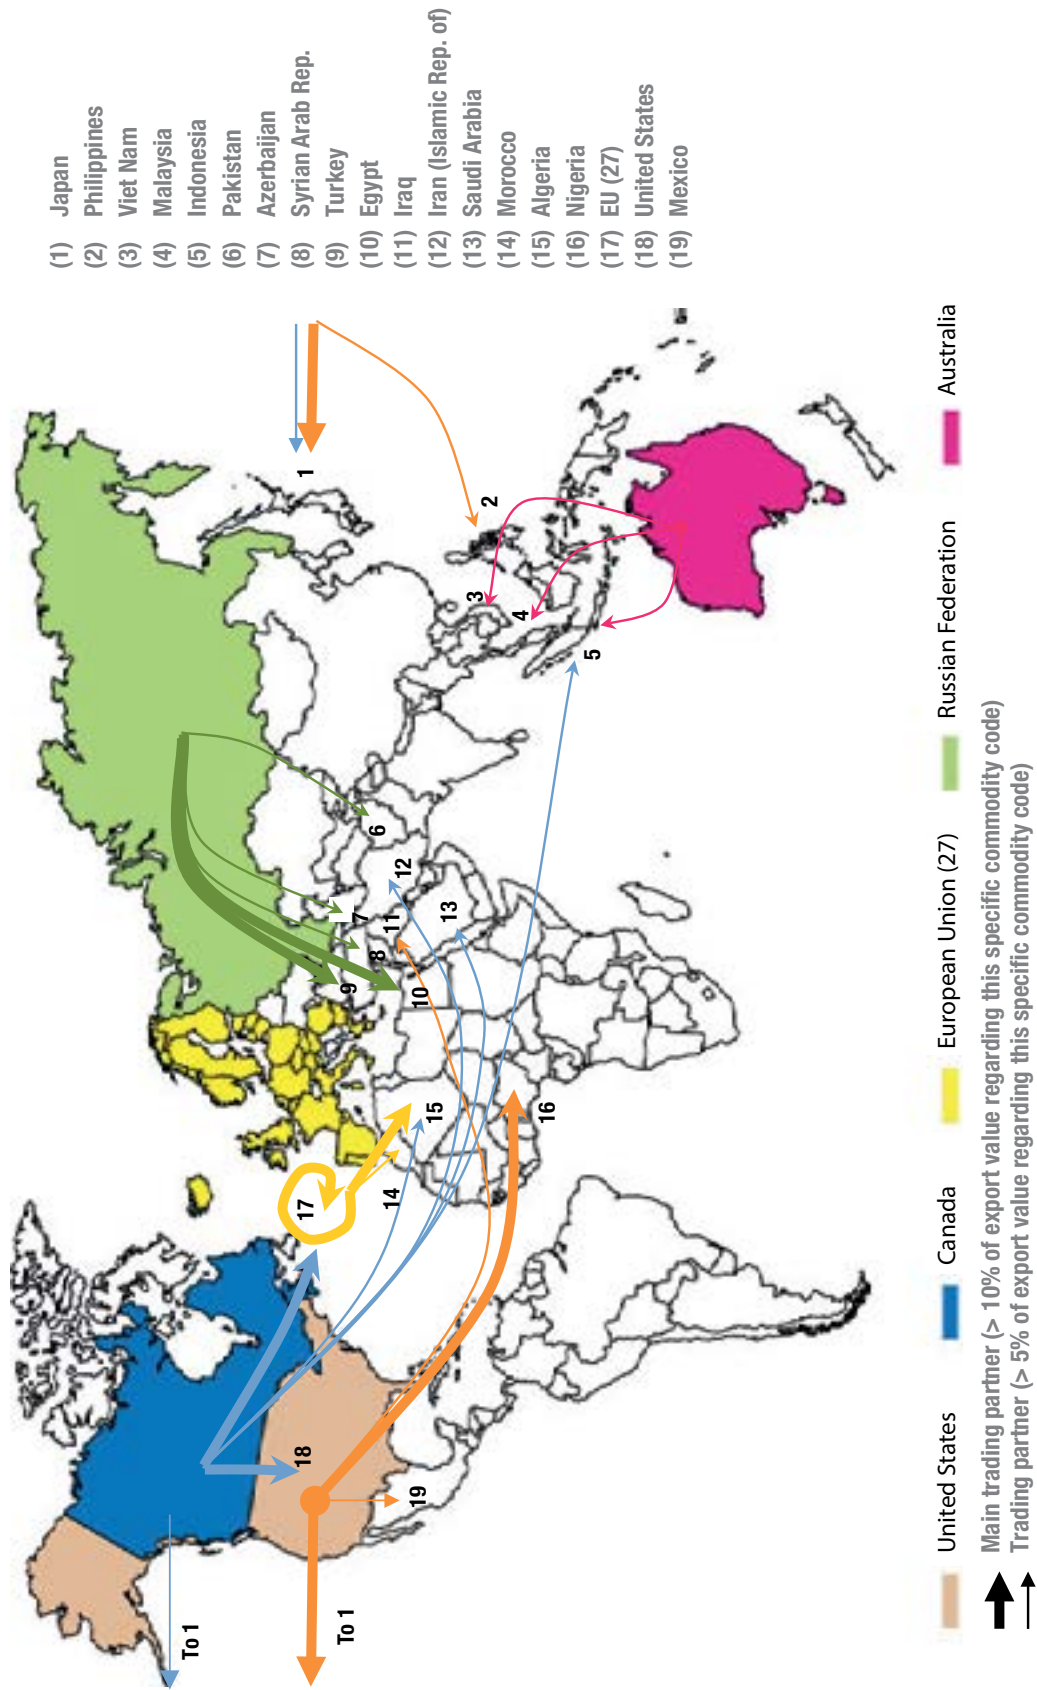 (1) Japan
(2) Philippines
(3) Viet Nam
(4) Malaysia
(5) Indonesia
(6) Pakistan
(7) Azerbaijan
(8) Syrian Arab Rep.
(9) Turkey
(10) Egypt
(11) Iraq
(12) Iran (Islamic Rep. of)
(13) Saudi Arabia
(14) Morocco
(15) Algeria
(16) Nigeria
(17) EU (27)
(18) United States
(19) Mexico
To 1
To 1
18
19
17
14
15
16
10
9
8
11
7
13
12
6
5
4
3
2
1
United States
Canada
European Union (27)
Russian Federation
Australia
Main trading partner (> 10% of export value regarding this specific commodity code)
Trading partner (> 5% of export value regarding this specific commodity code)